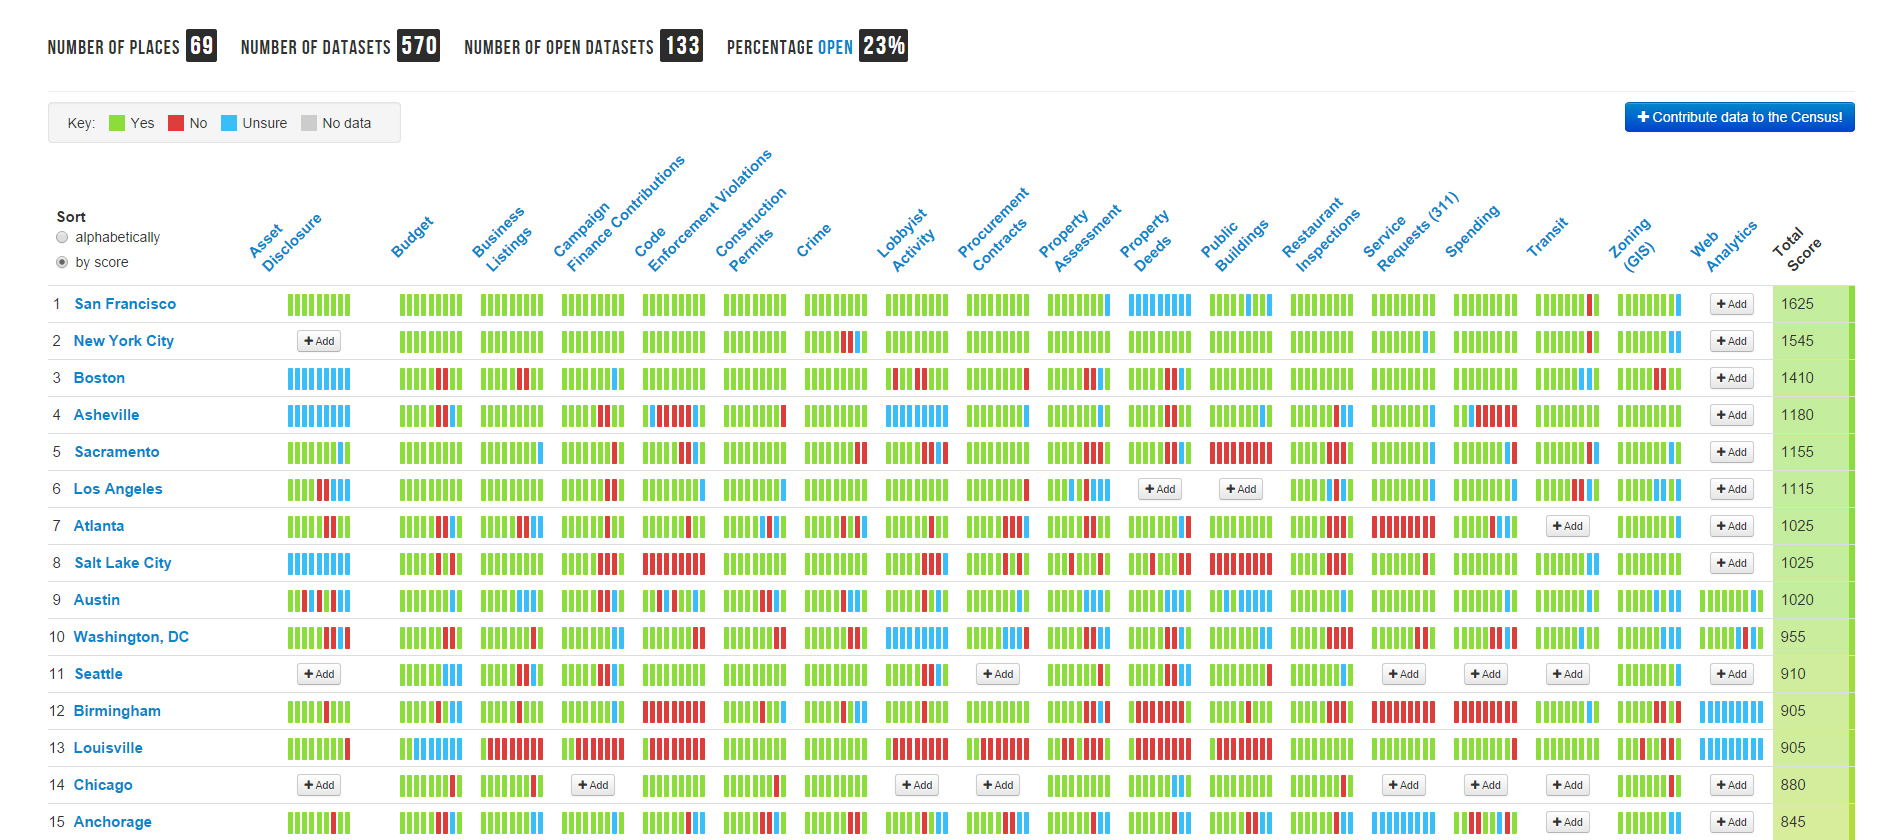 NUMBER OF PLACES 69 NUMBER OF DATASETS 570 NUMBER OF OPEN DATASETS 133 PERCENTAGE OPEN 23%
Key: Yes No Unsure No data
Contribute data to the Census!
Sort
alphabetically
by score
Asset
Disclosure
Budget
Business
Listings
Campaign
Finance Contributions
Code
Enforcement Violations
Construction
Permits
Crime
Lobbyist
Activity
Procurement
Contracts
Property
Assessment
Property
Deeds
Public
Buildings
Restaurant
Inspections
Service
Requests (311)
Spending
Transit
Zoning
(GIS)
Web
Analytics
Total
Score
1 San Francisco Add 1625
2 New York City Add Add 1545
3 Boston Add 1410
4 Asheville Add 1180
5 Sacramento Add 1155
6 Los Angeles Add Add Add 1115
7 Atlanta Add Add 1025
8 Salt Lake City Add 1025
9 Austin 1020
10 Washington, DC 955
11 Seattle Add Add Add Add Add Add 910
12 Birmingham 905
13 Louisville 905
14 Chicago Add Add Add Add Add Add Add Add 880
15 Anchorage Add Add 845